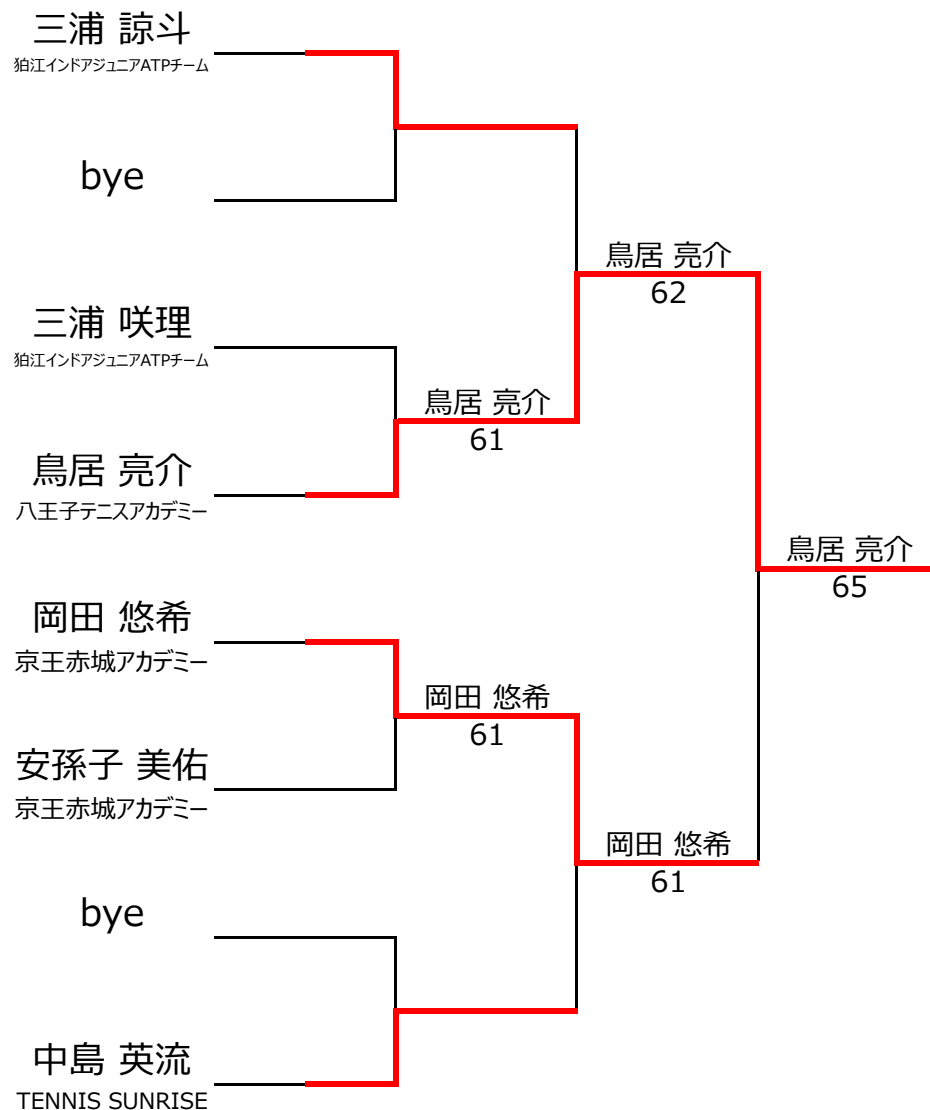 三浦 諒斗
狛江インドアジュニアATPチーム
bye
三浦 咲理
狛江インドアジュニアATPチーム
鳥居 亮介
八王子テニスアカデミー
岡田 悠希
京王赤城アカデミー
安孫子 美佑
京王赤城アカデミー
bye
中島 英流
TENNIS SUNRISE
鳥居 亮介
61
岡田 悠希
61
鳥居 亮介
62
岡田 悠希
61
鳥居 亮介
65